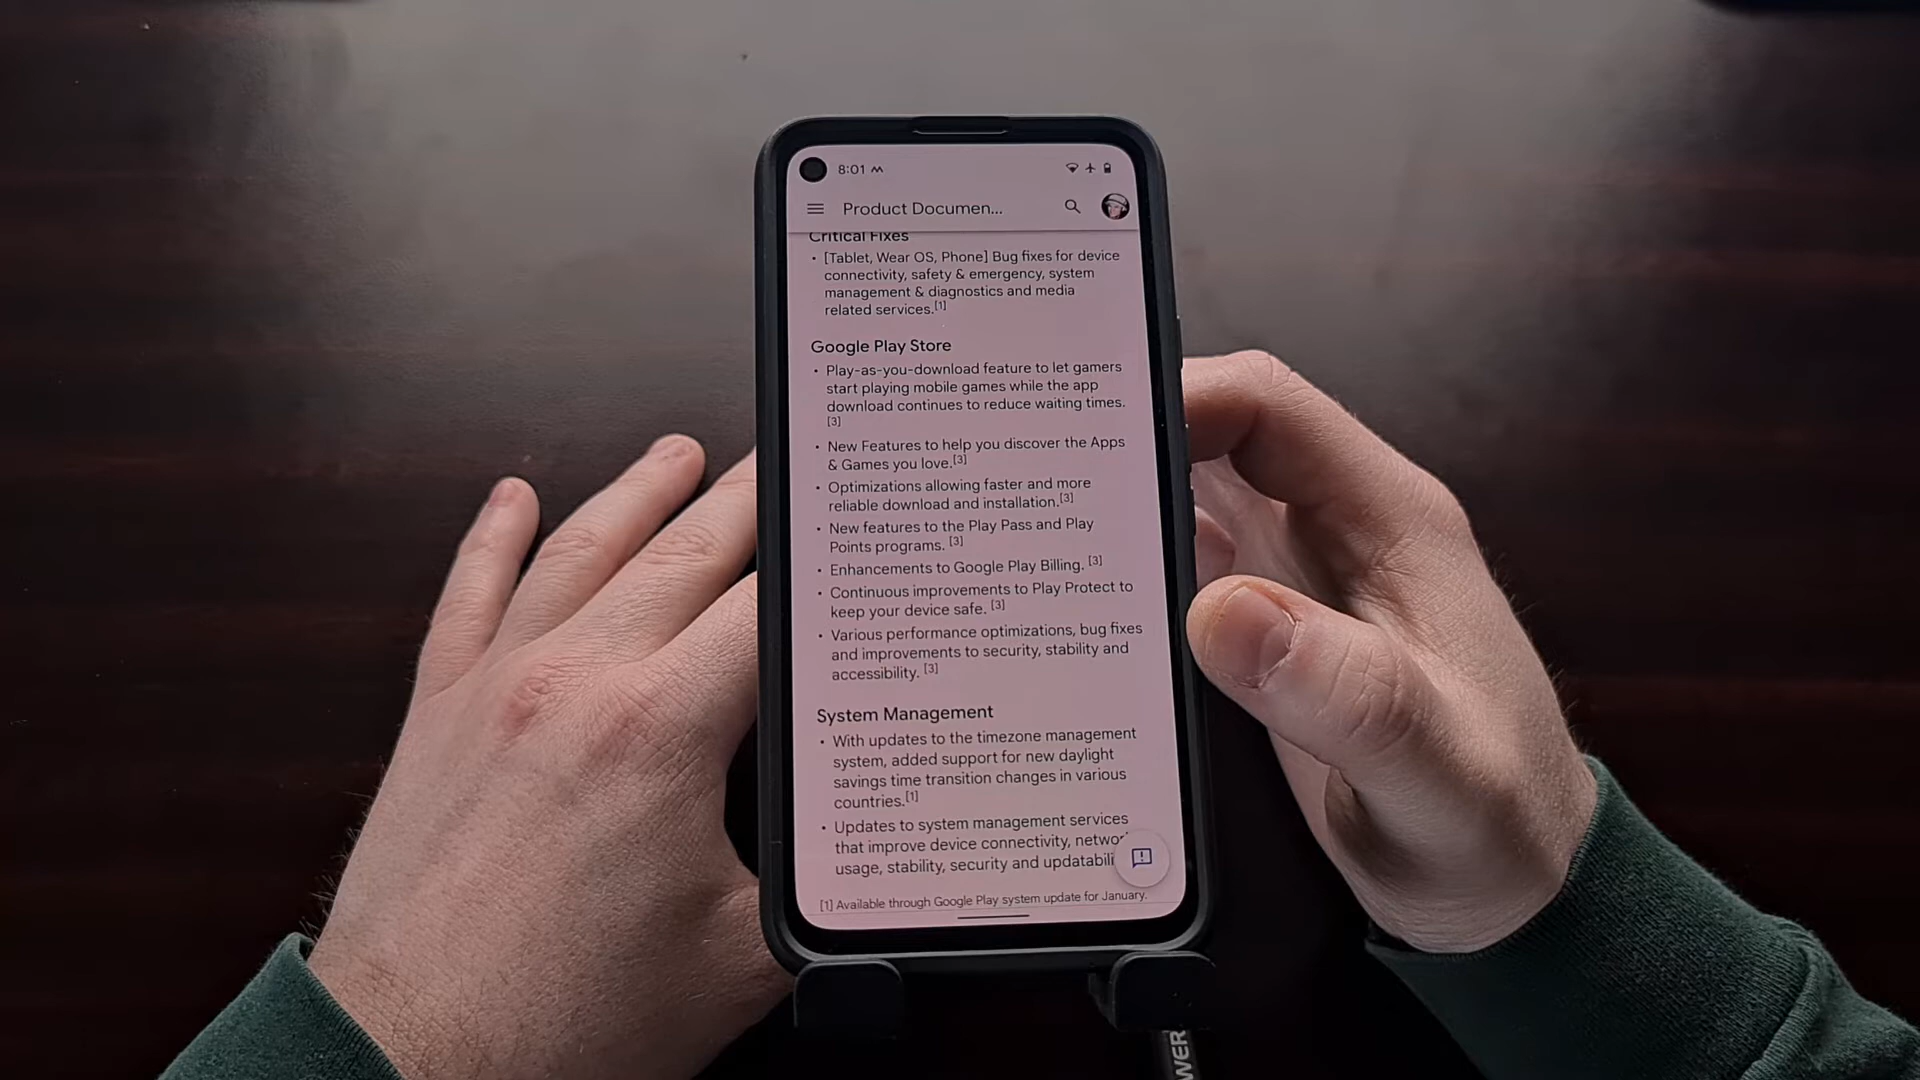 8:01
Product Documen...
Critical Fixes
• [Tablet, Wear OS, Phone] Bug fixes for device
connectivity, safety & emergency, system
management & diagnostics and media
related services.[1]
Google Play Store
• Play-as-you-download feature to let gamers
start playing mobile games while the app
download continues to reduce waiting times.
[3]
• New Features to help you discover the Apps
& Games you love.[3]
• Optimizations allowing faster and more
reliable download and installation.[3]
• New features to the Play Pass and Play
Points programs. [3]
• Enhancements to Google Play Billing. [3]
• Continuous improvements to Play Protect to
keep your device safe. [3]
• Various performance optimizations, bug fixes
and improvements to security, stability and
accessibility. [3]
System Management
• With updates to the timezone management
system, added support for new daylight
savings time transition changes in various
countries.[1]
• Updates to system management services
that improve device connectivity, networ
usage, stability, security and updatabili
[1] Available through Google Play system update for January.
WER